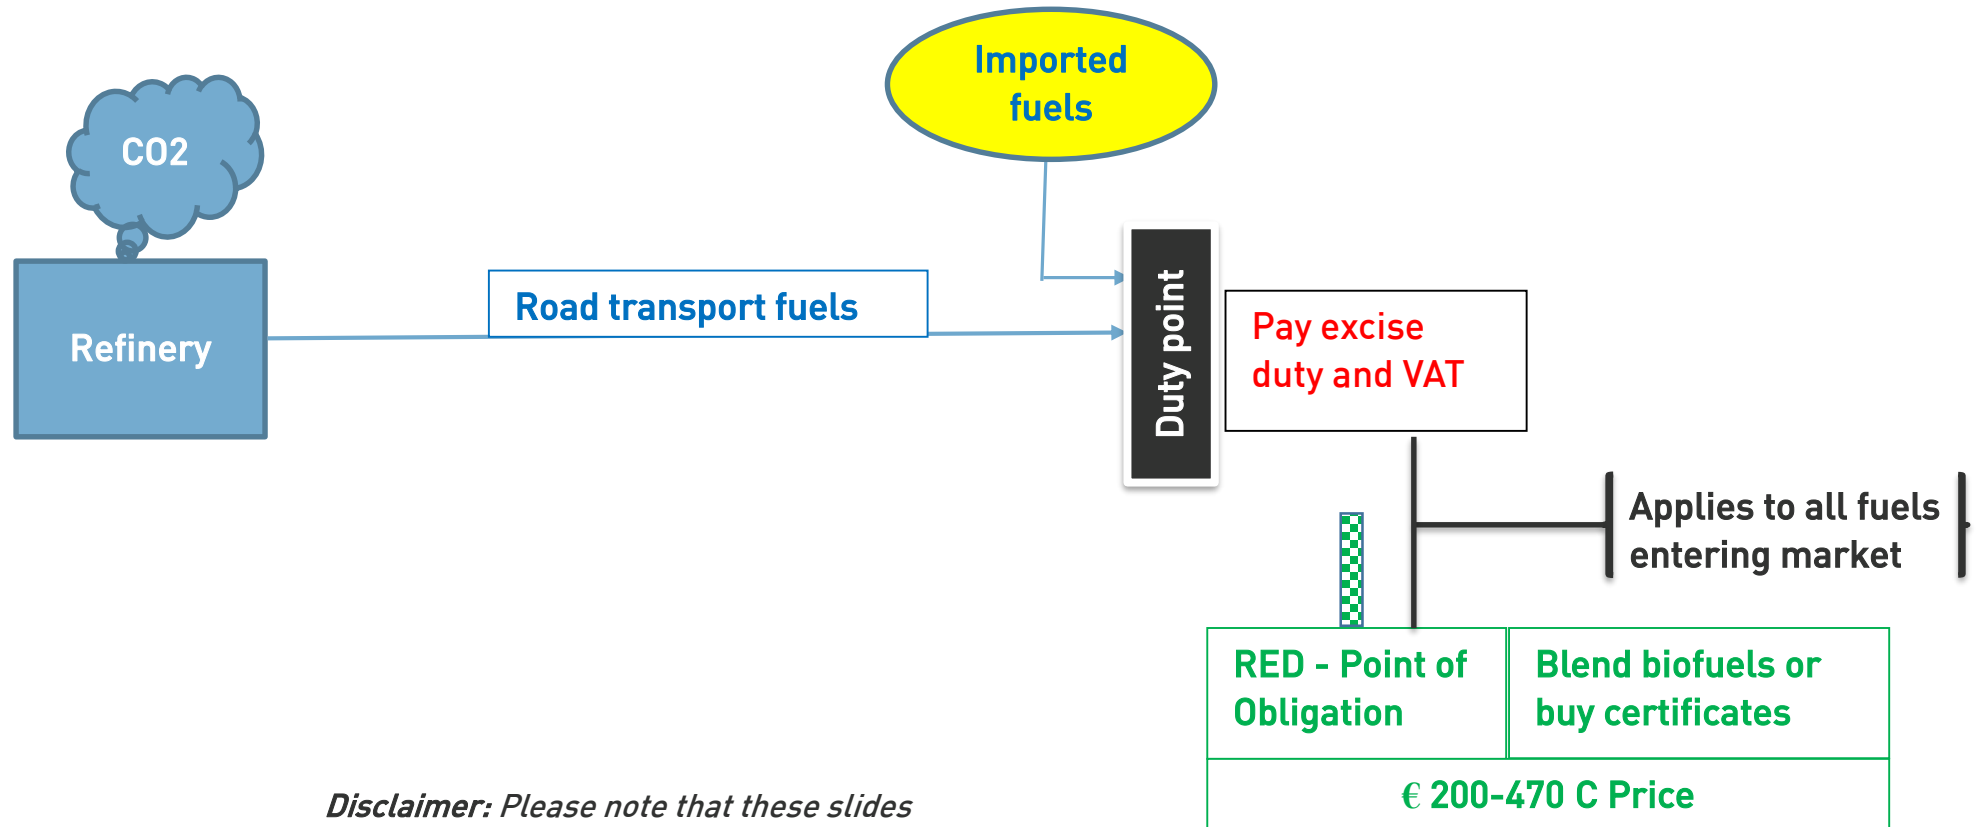 Imported
fuels
CO2
Road transport fuels
Refinery
Duty point
Pay excise
duty and VAT
Applies to all fuels
entering market
RED - Point of
Obligation
Blend biofuels or
buy certificates
€ 200-470 C Price
Disclaimer: Please note that these slides